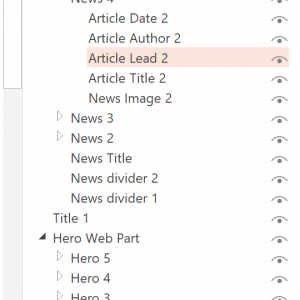 News 4
Article Date 2
Article Author 2
Article Lead 2
Article Title 2
News Image 2
News 3
News 2
News Title
News divider 2
News divider 1
Title 1
Hero Web Part
Hero 5
Hero 4
Hero 3